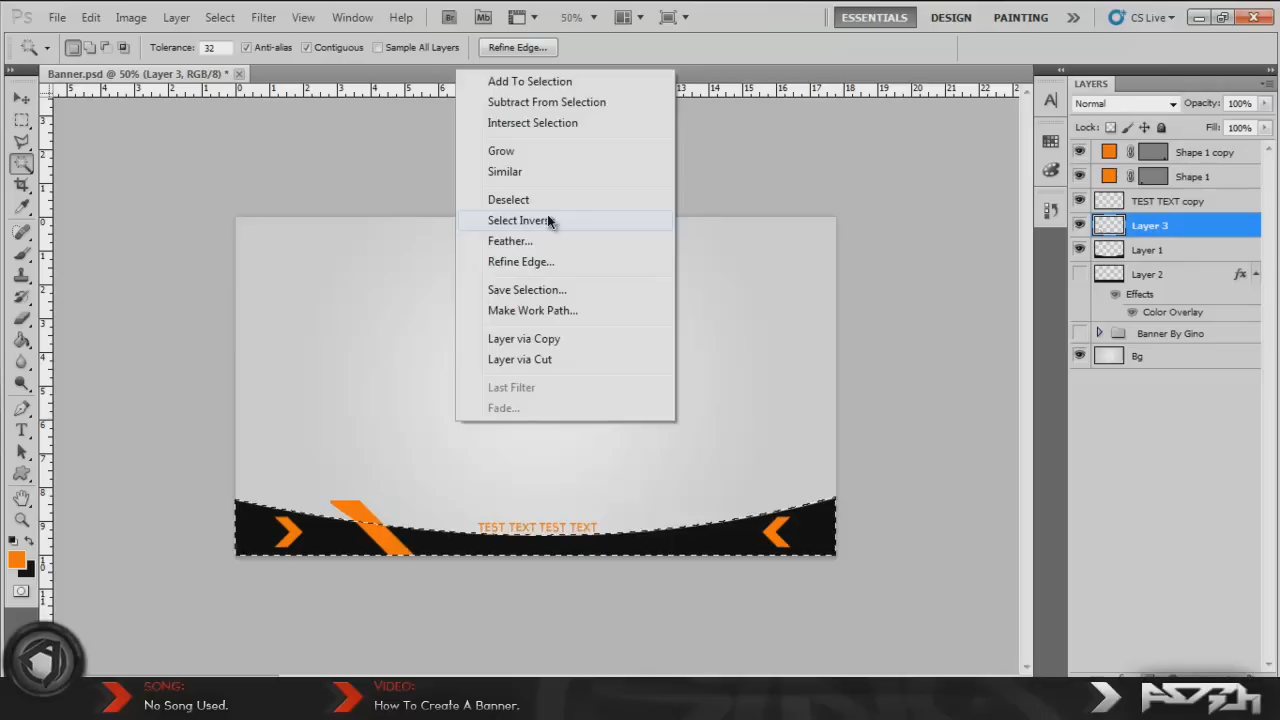 Ps File Edit Image Layer Select Filter View Window Help Br Mb 50% ESSENTIALS DESIGN PAINTING CS Live
Tolerance: 32 Anti-alias Contiguous Sample All Layers Refine Edge...
Banner.psd @ 50% (Layer 3, RGB/8) *
Add To Selection
Subtract From Selection
Intersect Selection
Grow
Similar
Deselect
Select Inverse
Feather...
Refine Edge...
Save Selection...
Make Work Path...
Layer via Copy
Layer via Cut
Last Filter
Fade...
LAYERS
Normal Opacity: 100%
Lock: Fill: 100%
Shape 1 copy
Shape 1
TEST TEXT copy
Layer 3
Layer 1
Layer 2 fx
Effects
Color Overlay
Banner By Gino
Bg
TEST TEXT TEST TEXT
SONG:
No Song Used.
VIDEO:
How To Create A Banner.